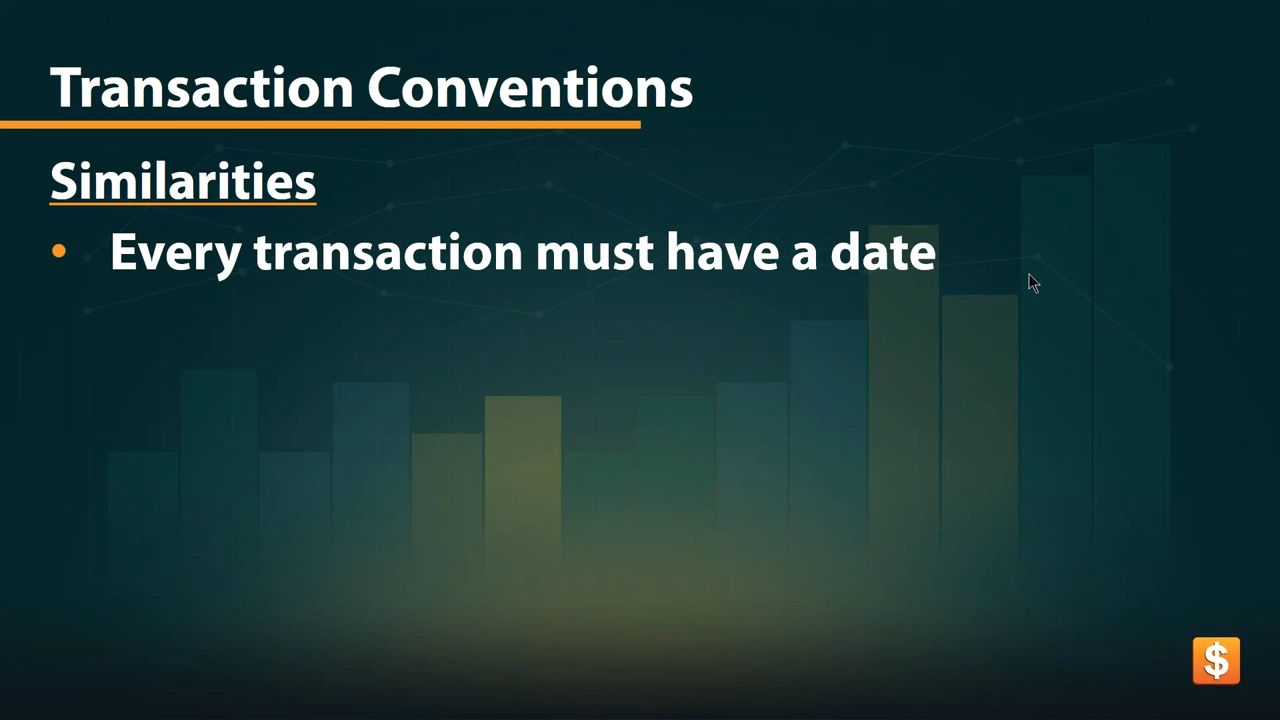 Transaction Conventions
Similarities
• Every transaction must have a date
$